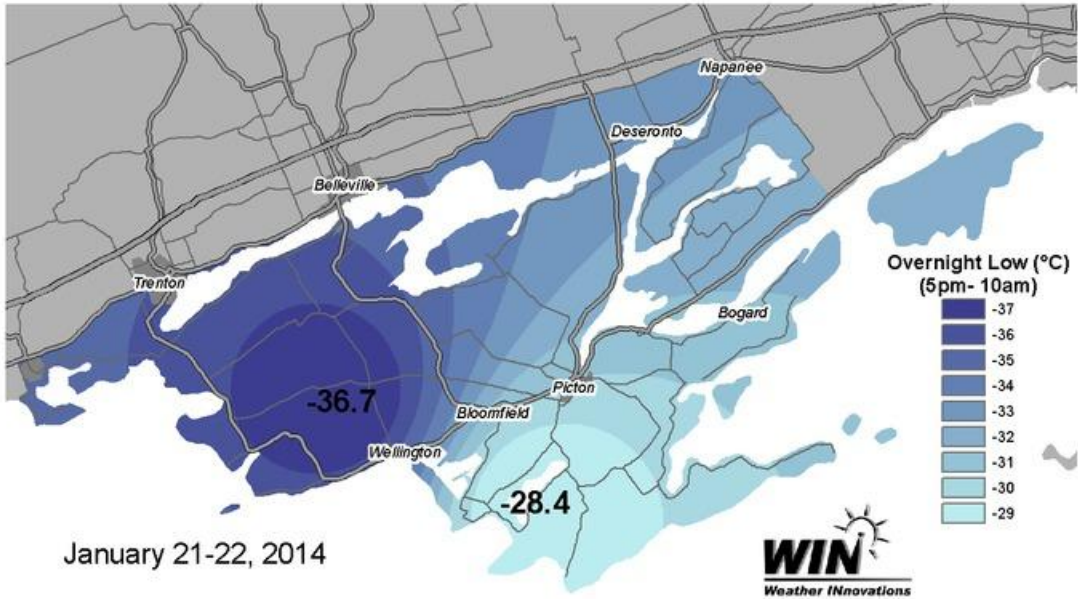 Napanee
Deseronto
Belleville
Trenton
Overnight Low (°C)
(5pm- 10am)
-37
-36
-35
-34
-33
-32
-31
-30
-29
Bogard
Picton
-36.7
Bloomfield
Wellington
-28.4
January 21-22, 2014
WIN
Weather INnovations